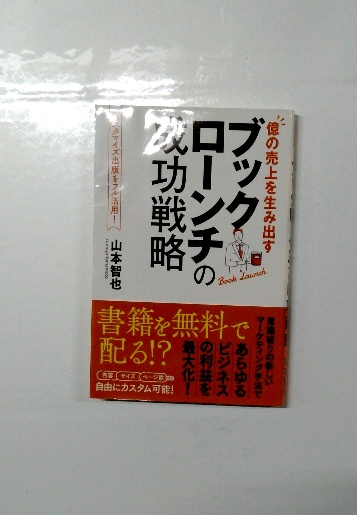 億の売上を生み出す
ブック
ローンチの
成功戦略
Book Launch
カスタマイズ出版をフル活用!
山本智也
常識破りの新しい
マーケティング手法で
あらゆる
ビジネス
の利益を
最大化!
書籍を無料で
配る!?
内容 サイズ ページ数
自由にカスタム可能!